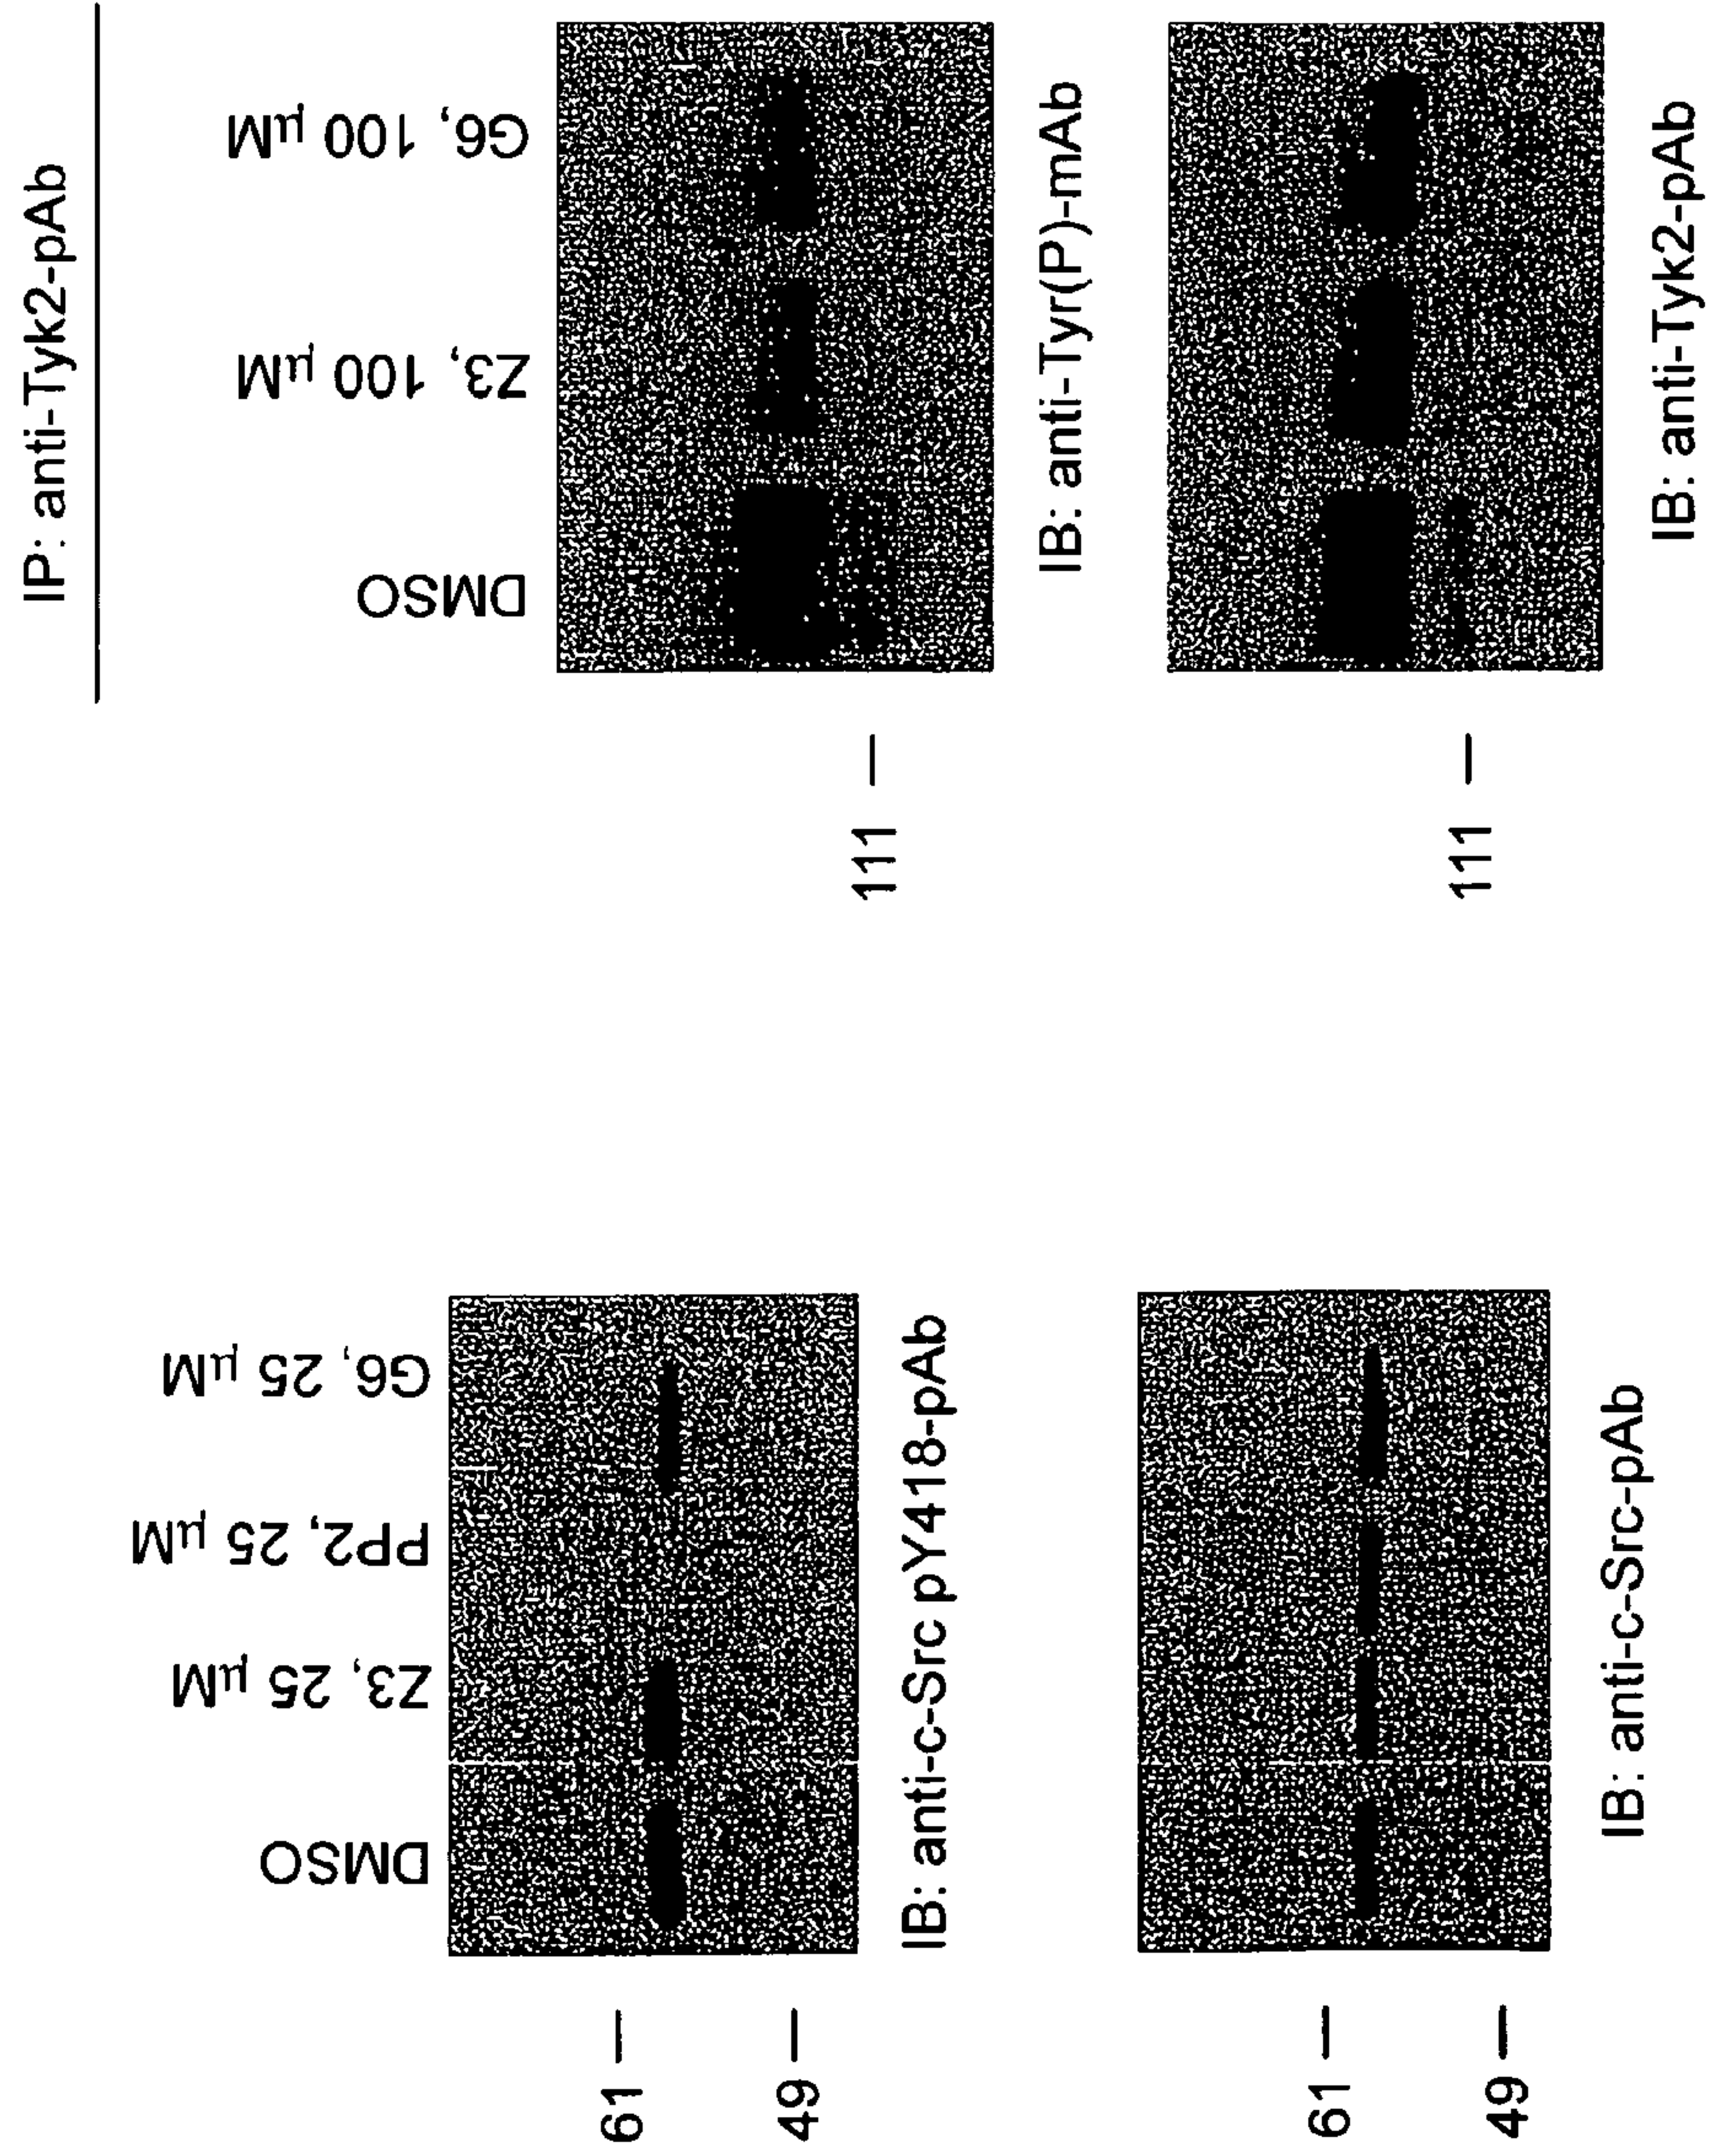 DMSO
Z3, 25 µM
PP2, 25 µM
G6, 25 µM
61
49
IB: anti-c-Src pY418-pAb
61
49
IB: anti-c-Src-pAb
IP: anti-Tyk2-pAb
DMSO
Z3, 100 µM
G6, 100 µM
111
IB: anti-Tyr(P)-mAb
111
IB: anti-Tyk2-pAb